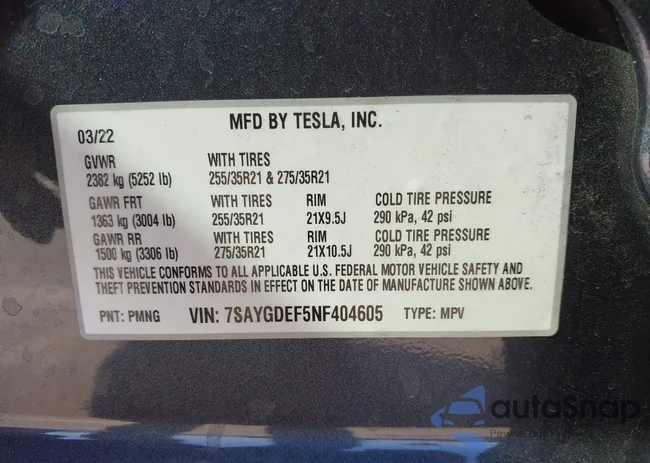 MFD BY TESLA, INC.
03/22
GVWR WITH TIRES
2382 kg (5252 lb) 255/35R21 & 275/35R21
GAWR FRT WITH TIRES RIM COLD TIRE PRESSURE
1363 kg (3004 lb) 255/35R21 21X9.5J 290 kPa, 42 psi
GAWR RR WITH TIRES RIM COLD TIRE PRESSURE
1500 kg (3306 lb) 275/35R21 21X10.5J 290 kPa, 42 psi
THIS VEHICLE CONFORMS TO ALL APPLICABLE U.S. FEDERAL MOTOR VEHICLE SAFETY AND
THEFT PREVENTION STANDARDS IN EFFECT ON THE DATE OF MANUFACTURE SHOWN ABOVE.
PNT: PMNG VIN: 7SAYGDEF5NF404605 TYPE: MPV
autoSnap